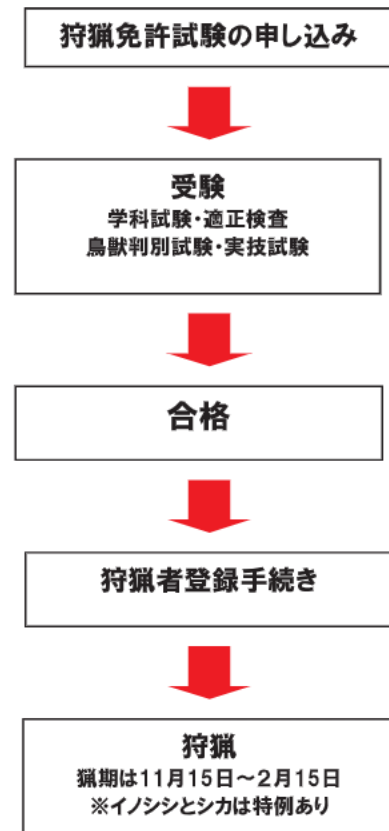 狩猟免許試験の申し込み
受験
学科試験・適正検査
鳥獣判別試験・実技試験
合格
狩猟者登録手続き
狩猟
猟期は11月15日～2月15日
※イノシシとシカは特例あり